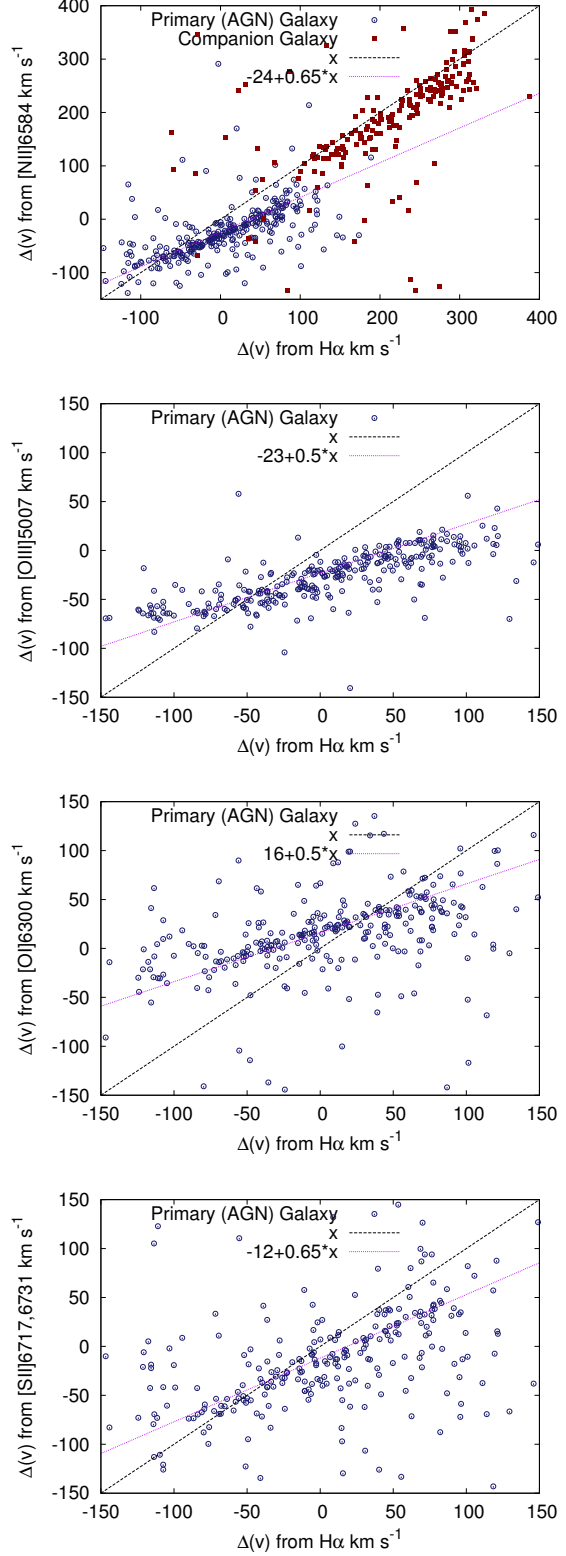 Δ(v) from [NII]6584 km s⁻¹
400
300
200
100
0
-100
Primary (AGN) Galaxy
Companion Galaxy
x
-24+0.65*x
-100 0 100 200 300 400
Δ(v) from Hα km s⁻¹
Δ(v) from [OIII]5007 km s⁻¹
150
100
50
0
-50
-100
-150
Primary (AGN) Galaxy
x
-23+0.5*x
-150 -100 -50 0 50 100 150
Δ(v) from Hα km s⁻¹
Δ(v) from [OI]6300 km s⁻¹
150
100
50
0
-50
-100
-150
Primary (AGN) Galaxy
x
16+0.5*x
-150 -100 -50 0 50 100 150
Δ(v) from Hα km s⁻¹
Δ(v) from [SII]6717,6731 km s⁻¹
150
100
50
0
-50
-100
-150
Primary (AGN) Galaxy
x
-12+0.65*x
-150 -100 -50 0 50 100 150
Δ(v) from Hα km s⁻¹